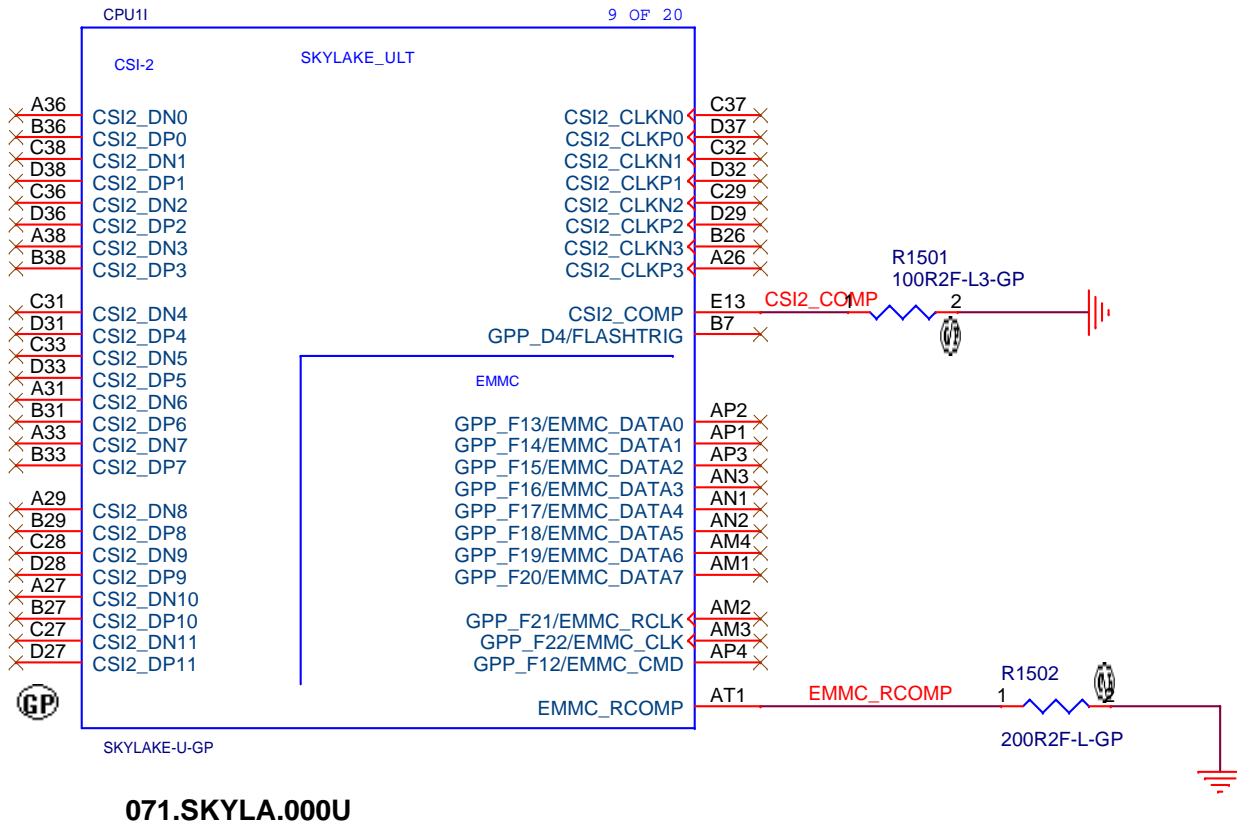 CPU1I
9 OF 20
CSI-2
SKYLAKE_ULT
A36 CSI2_DN0
B36 CSI2_DP0
C38 CSI2_DN1
D38 CSI2_DP1
C36 CSI2_DN2
D36 CSI2_DP2
A38 CSI2_DN3
B38 CSI2_DP3
C31 CSI2_DN4
D31 CSI2_DP4
C33 CSI2_DN5
D33 CSI2_DP5
A31 CSI2_DN6
B31 CSI2_DP6
A33 CSI2_DN7
B33 CSI2_DP7
A29 CSI2_DN8
B29 CSI2_DP8
C28 CSI2_DN9
D28 CSI2_DP9
A27 CSI2_DN10
B27 CSI2_DP10
C27 CSI2_DN11
D27 CSI2_DP11
CSI2_CLKN0 C37
CSI2_CLKP0 D37
CSI2_CLKN1 C32
CSI2_CLKP1 D32
CSI2_CLKN2 C29
CSI2_CLKP2 D29
CSI2_CLKN3 B26
CSI2_CLKP3 A26
CSI2_COMP E13 CSI2_COMP 1 2
R1501
100R2F-L3-GP
GPP_D4/FLASHTRIG B7
EMMC
GPP_F13/EMMC_DATA0 AP2
GPP_F14/EMMC_DATA1 AP1
GPP_F15/EMMC_DATA2 AP3
GPP_F16/EMMC_DATA3 AN3
GPP_F17/EMMC_DATA4 AN1
GPP_F18/EMMC_DATA5 AN2
GPP_F19/EMMC_DATA6 AM4
GPP_F20/EMMC_DATA7 AM1
GPP_F21/EMMC_RCLK AM2
GPP_F22/EMMC_CLK AM3
GPP_F12/EMMC_CMD AP4
EMMC_RCOMP AT1 EMMC_RCOMP 1 2
R1502
200R2F-L-GP
GP
SKYLAKE-U-GP
071.SKYLA.000U